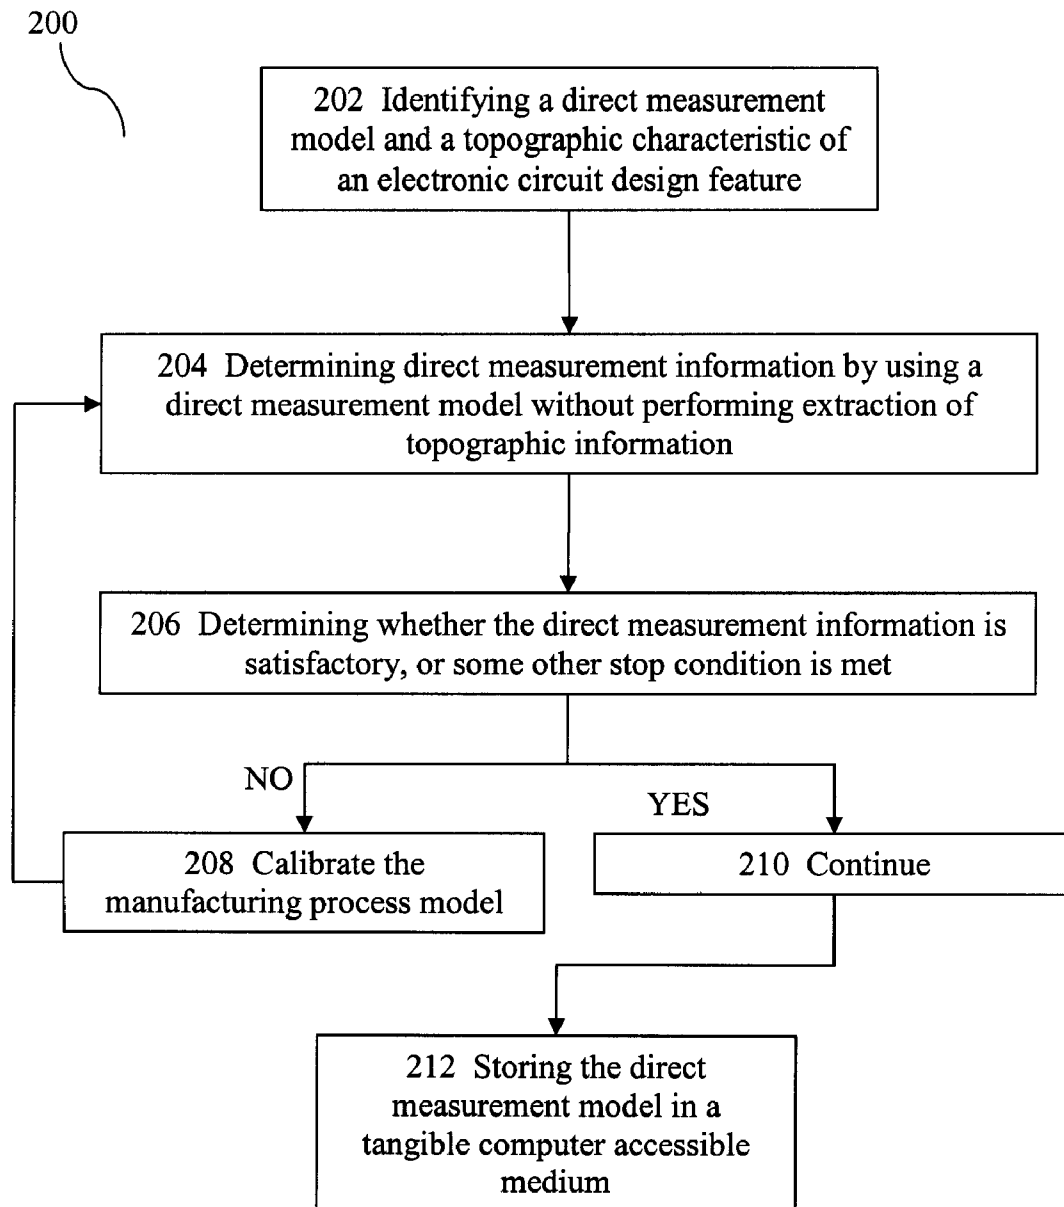 200
202 Identifying a direct measurement
model and a topographic characteristic of
an electronic circuit design feature
204 Determining direct measurement information by using a
direct measurement model without performing extraction of
topographic information
206 Determining whether the direct measurement information is
satisfactory, or some other stop condition is met
NO
YES
208 Calibrate the
manufacturing process model
210 Continue
212 Storing the direct
measurement model in a
tangible computer accessible
medium